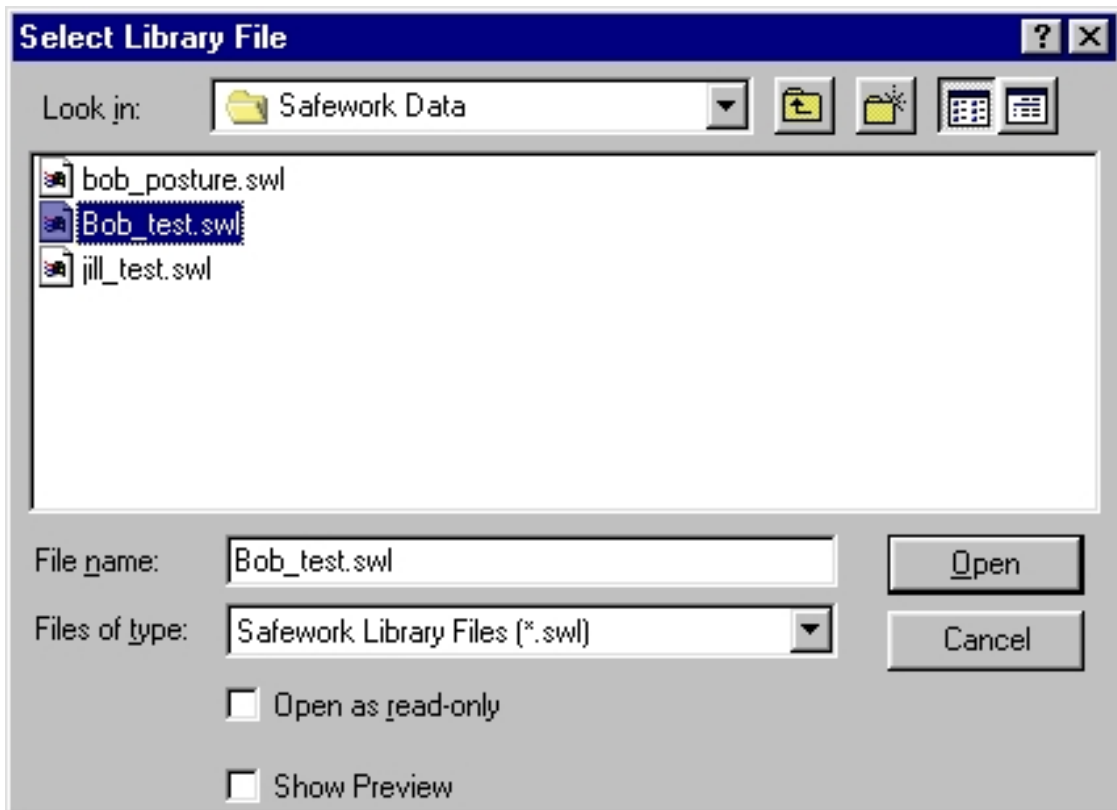 Select Library File
Look in: Safework Data
bob_posture.swl
Bob_test.swl
jill_test.swl
File name: Bob_test.swl Open
Files of type: Safework Library Files (*.swl) Cancel
Open as read-only
Show Preview